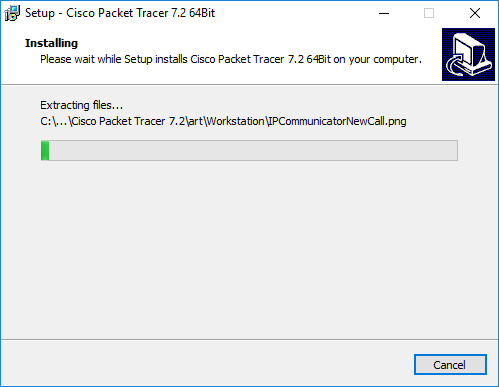 Setup - Cisco Packet Tracer 7.2 64Bit
Installing
Please wait while Setup installs Cisco Packet Tracer 7.2 64Bit on your computer.
Extracting files...
C:\...\Cisco Packet Tracer 7.2\art\Workstation\IPCommunicatorNewCall.png
Cancel